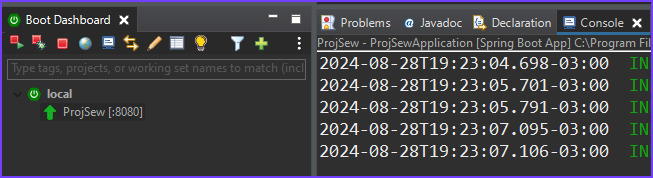 Boot Dashboard
Type tags, projects, or working set names to match (incl
local
ProjSew [:8080]
Problems Javadoc Declaration Console
ProjSew - ProjSewApplication [Spring Boot App] C:\Program Fil
2024-08-28T19:23:04.698-03:00 IN
2024-08-28T19:23:05.701-03:00 IN
2024-08-28T19:23:05.791-03:00 IN
2024-08-28T19:23:07.095-03:00 IN
2024-08-28T19:23:07.106-03:00 IN